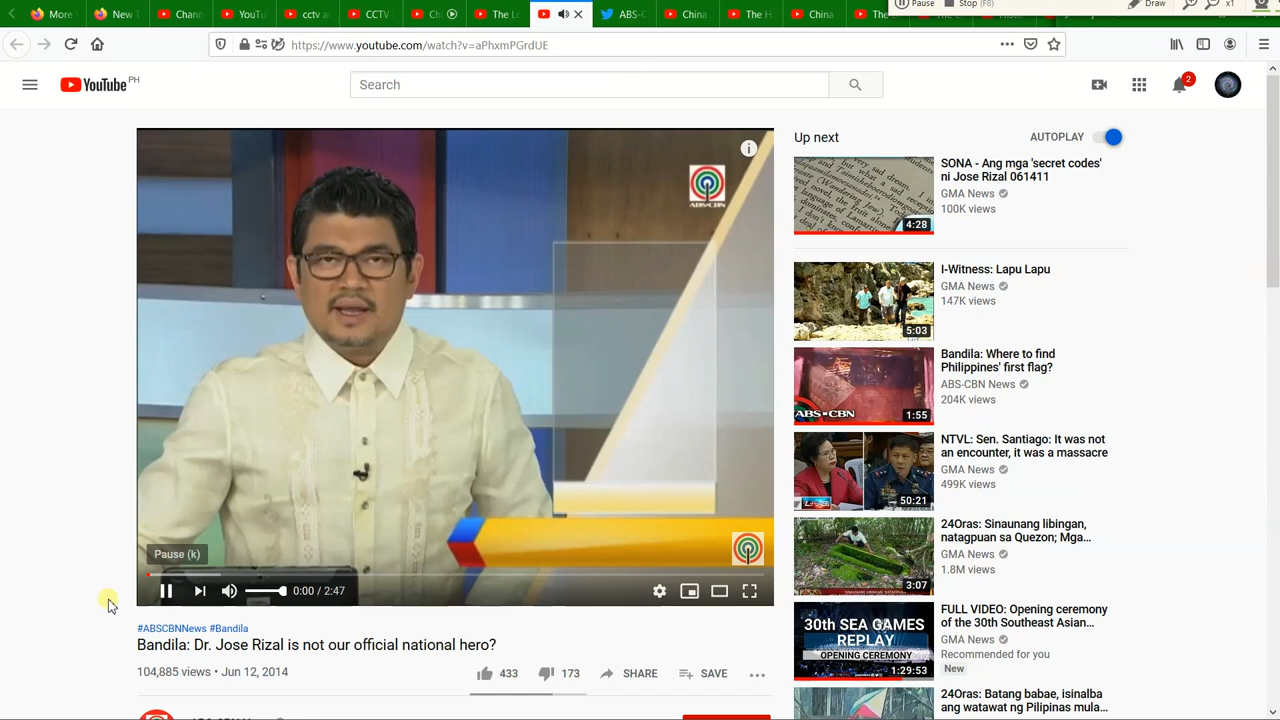 More
New T
Chann
YouTu
cctv a
CCTV
Ch
The Lo
ABS-C
China
The H
China
The
Pause
Stop (F8)
Draw
x1
https://www.youtube.com/watch?v=aPhxmPGrdUE
YouTube PH
Search
2
i
ABS-CBN
Pause (k)
0:00 / 2:47
#ABSCBNNews #Bandila
Bandila: Dr. Jose Rizal is not our official national hero?
104,885 views · Jun 12, 2014
433
173
SHARE
SAVE
Up next
AUTOPLAY
4:28
SONA - Ang mga 'secret codes'
ni Jose Rizal 061411
GMA News
100K views
5:03
I-Witness: Lapu Lapu
GMA News
147K views
ABS-CBN
1:55
Bandila: Where to find
Philippines' first flag?
ABS-CBN News
204K views
50:21
NTVL: Sen. Santiago: It was not
an encounter, it was a massacre
GMA News
499K views
3:07
24Oras: Sinaunang libingan,
natagpuan sa Quezon; Mga...
GMA News
1.8M views
30th SEA GAMES
REPLAY
OPENING CEREMONY
1:29:53
FULL VIDEO: Opening ceremony
of the 30th Southeast Asian...
GMA News
Recommended for you
New
24Oras: Batang babae, isinalba
ang watawat ng Pilipinas mula...